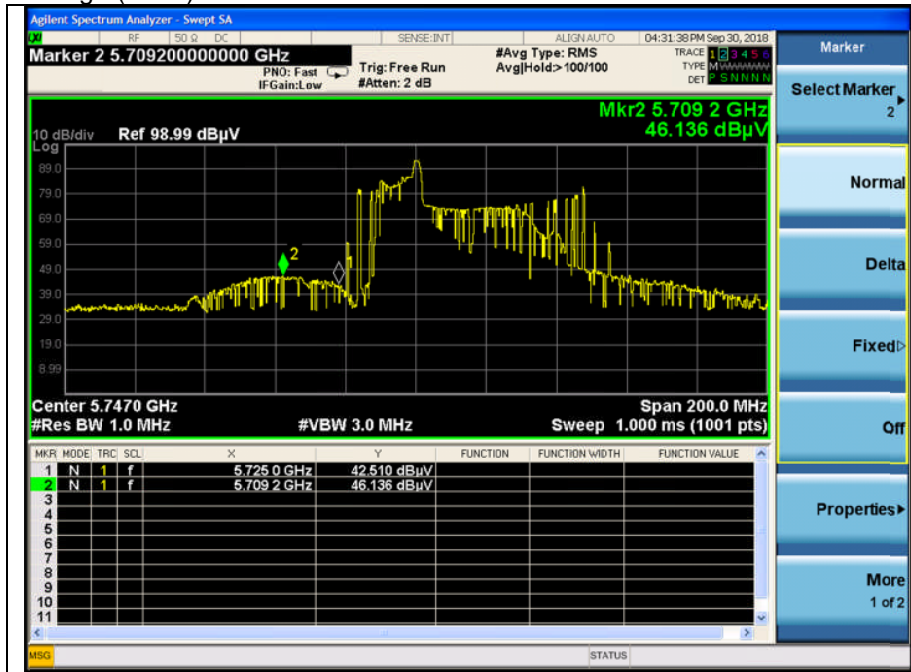 Agilent Spectrum Analyzer - Swept SA
RF 50 Ω DC SENSE:INT ALIGN AUTO 04:31:38 PM Sep 30, 2018
Marker 2 5.709200000000 GHz
PNO: Fast
IFGain:Low
Trig: Free Run
#Atten: 2 dB
#Avg Type: RMS
Avg|Hold:>100/100
TRACE 1 2 3 4 5 6
TYPE M
DET P S N N N N
Mkr2 5.709 2 GHz
46.136 dBµV
10 dB/div Ref 98.99 dBµV
Log
89.0
79.0
69.0
59.0
49.0
39.0
29.0
19.0
8.99
2
Center 5.7470 GHz Span 200.0 MHz
#Res BW 1.0 MHz #VBW 3.0 MHz Sweep 1.000 ms (1001 pts)
MKR MODE TRC SCL X Y FUNCTION FUNCTION WIDTH FUNCTION VALUE
1 N 1 f 5.725 0 GHz 42.510 dBµV
2 N 1 f 5.709 2 GHz 46.136 dBµV
3
4
5
6
7
8
9
10
11
MSG STATUS
Marker
Select Marker
2
Normal
Delta
Fixed
Off
Properties
More
1 of 2